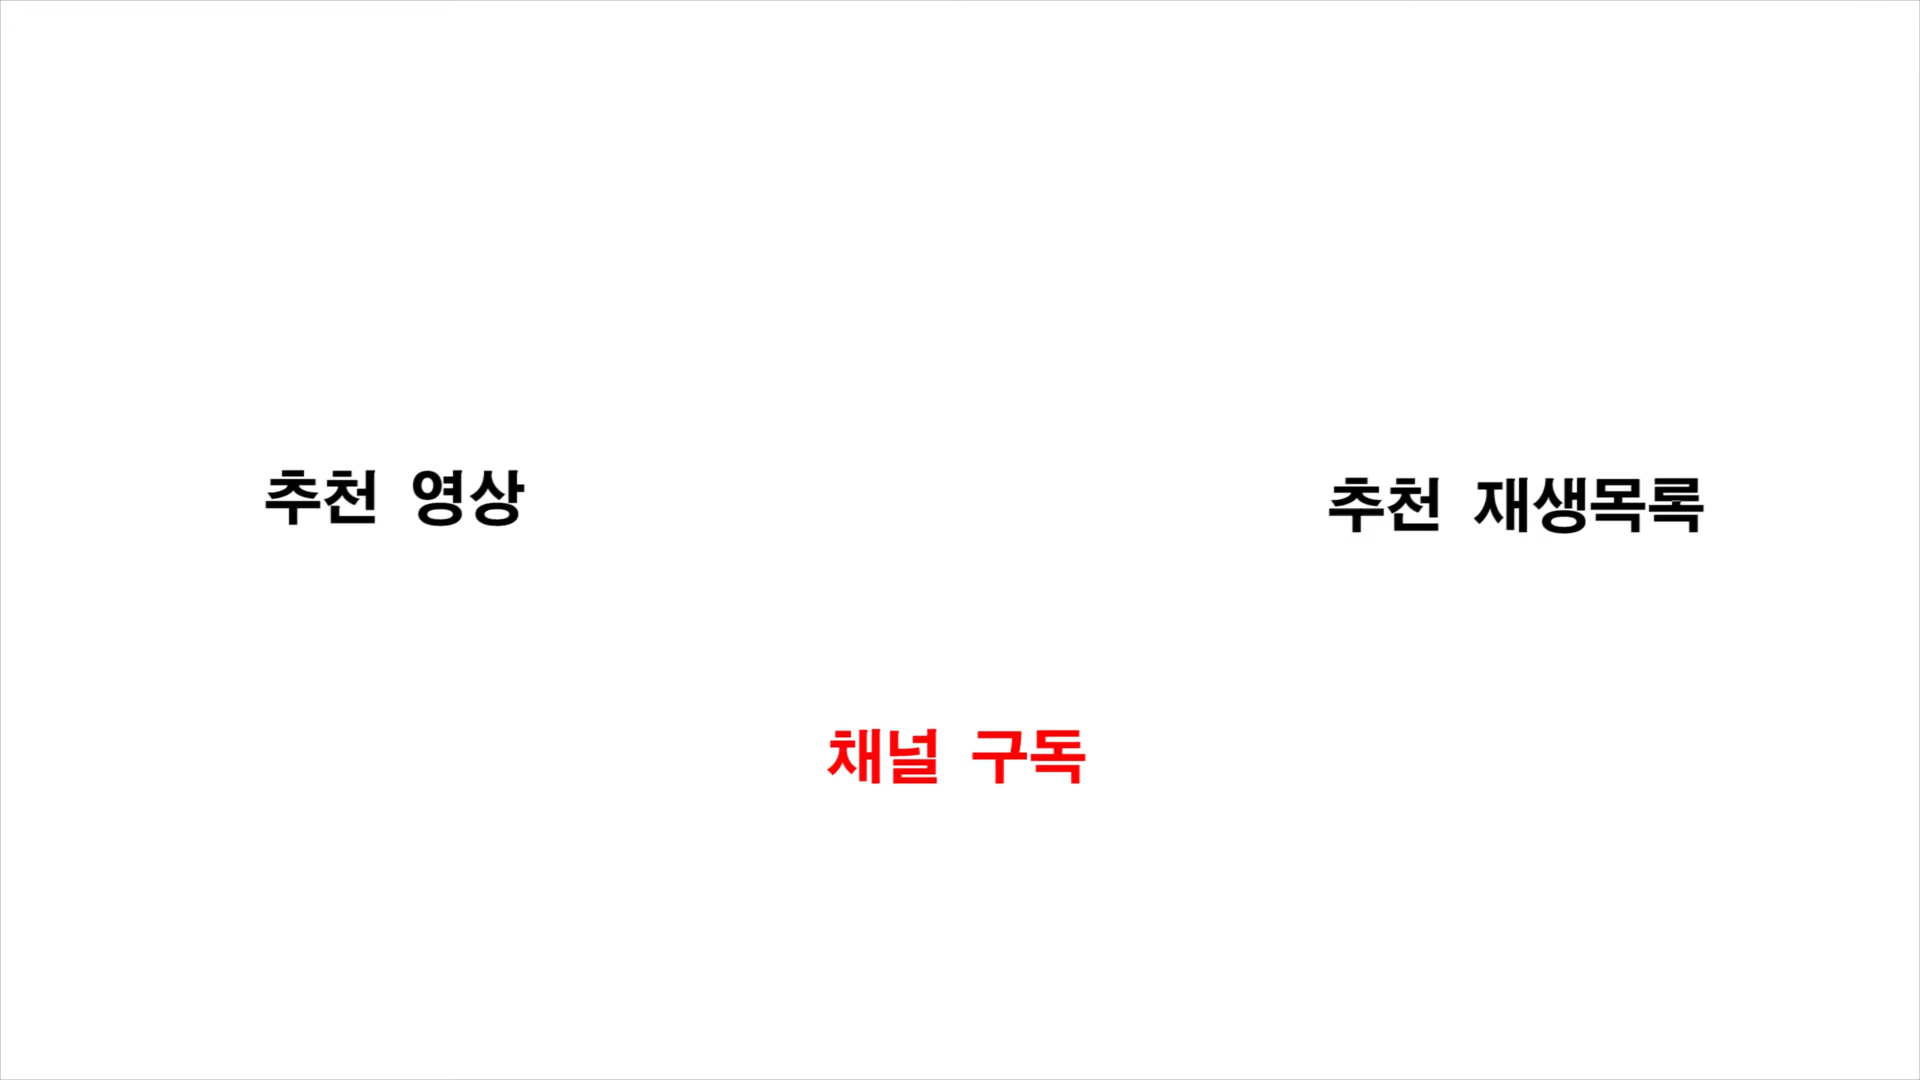 추천 영상
추천 재생목록
채널 구독